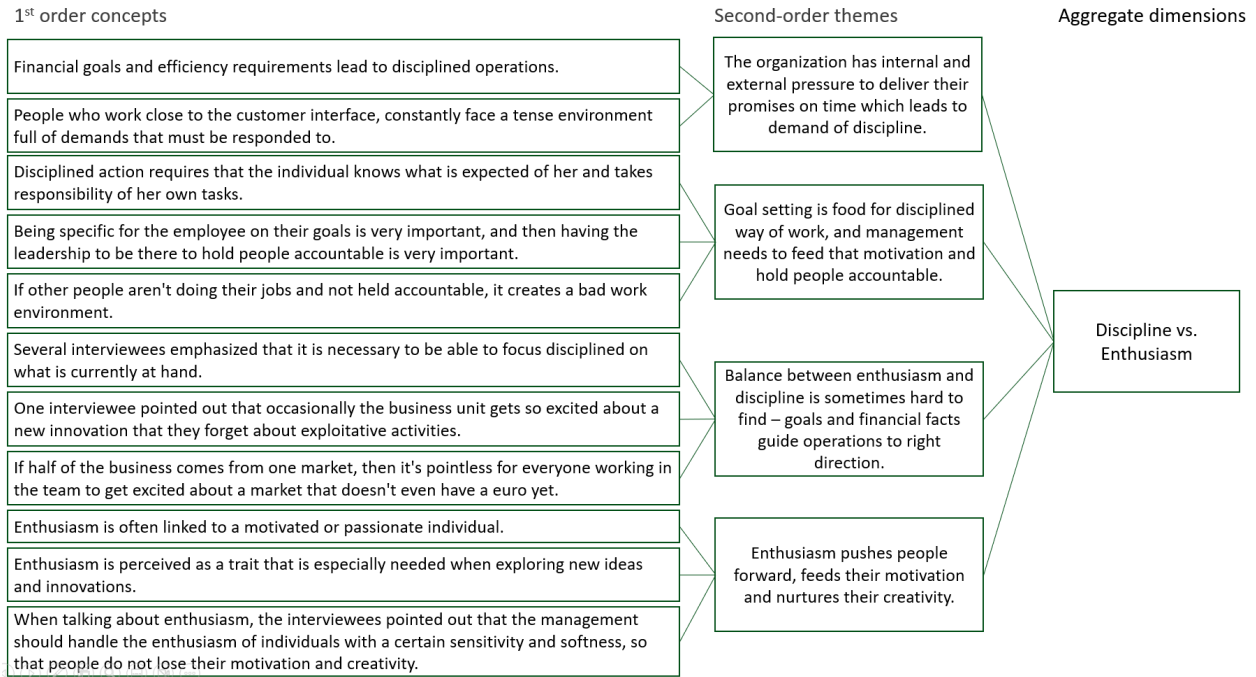 1st order concepts
Second-order themes
Aggregate dimensions
Financial goals and efficiency requirements lead to disciplined operations.
People who work close to the customer interface, constantly face a tense environment
full of demands that must be responded to.
Disciplined action requires that the individual knows what is expected of her and takes
responsibility of her own tasks.
Being specific for the employee on their goals is very important, and then having the
leadership to be there to hold people accountable is very important.
If other people aren't doing their jobs and not held accountable, it creates a bad work
environment.
Several interviewees emphasized that it is necessary to be able to focus disciplined on
what is currently at hand.
One interviewee pointed out that occasionally the business unit gets so excited about a
new innovation that they forget about exploitative activities.
If half of the business comes from one market, then it's pointless for everyone working in
the team to get excited about a market that doesn't even have a euro yet.
Enthusiasm is often linked to a motivated or passionate individual.
Enthusiasm is perceived as a trait that is especially needed when exploring new ideas
and innovations.
When talking about enthusiasm, the interviewees pointed out that the management
should handle the enthusiasm of individuals with a certain sensitivity and softness, so
that people do not lose their motivation and creativity.
The organization has internal and
external pressure to deliver their
promises on time which leads to
demand of discipline.
Goal setting is food for disciplined
way of work, and management
needs to feed that motivation and
hold people accountable.
Balance between enthusiasm and
discipline is sometimes hard to
find – goals and financial facts
guide operations to right
direction.
Enthusiasm pushes people
forward, feeds their motivation
and nurtures their creativity.
Discipline vs.
Enthusiasm